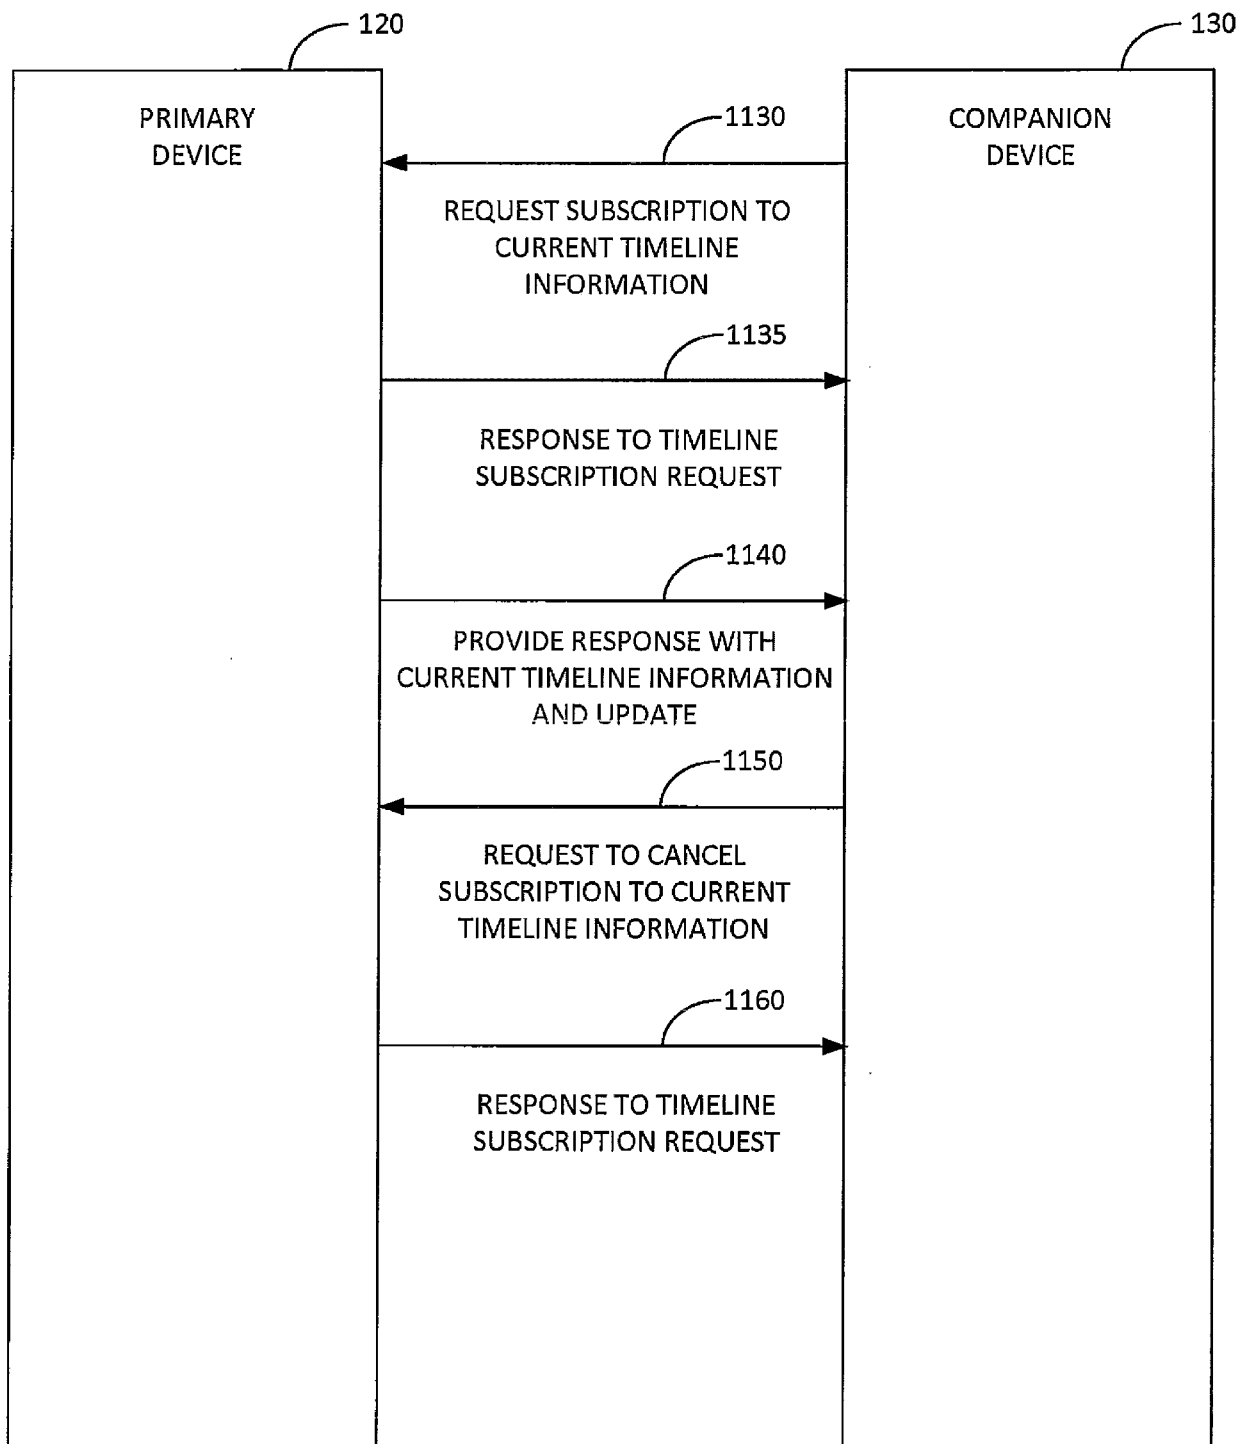 120
130
PRIMARY
DEVICE
COMPANION
DEVICE
1130
REQUEST SUBSCRIPTION TO
CURRENT TIMELINE
INFORMATION
1135
RESPONSE TO TIMELINE
SUBSCRIPTION REQUEST
1140
PROVIDE RESPONSE WITH
CURRENT TIMELINE INFORMATION
AND UPDATE
1150
REQUEST TO CANCEL
SUBSCRIPTION TO CURRENT
TIMELINE INFORMATION
1160
RESPONSE TO TIMELINE
SUBSCRIPTION REQUEST